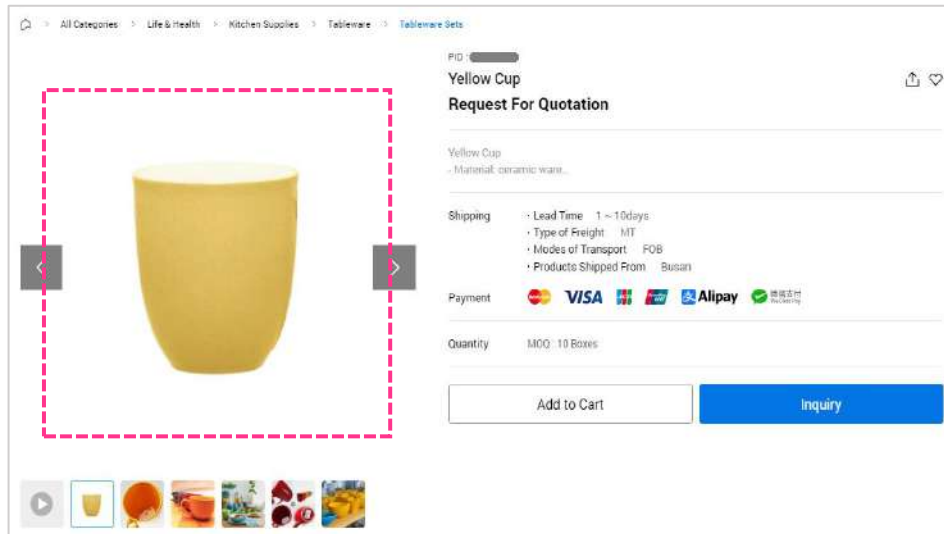 All Categories > Life & Health > Kitchen Supplies > Tableware > Tableware Sets
PID :
Yellow Cup
Request For Quotation
Yellow Cup
- Material: ceramic ware...
Shipping
· Lead Time 1 ~ 10days
· Type of Freight MT
· Modes of Transport FOB
· Products Shipped From Busan
Payment VISA JCB Alipay
Quantity MOQ : 10 Boxes
Add to Cart Inquiry